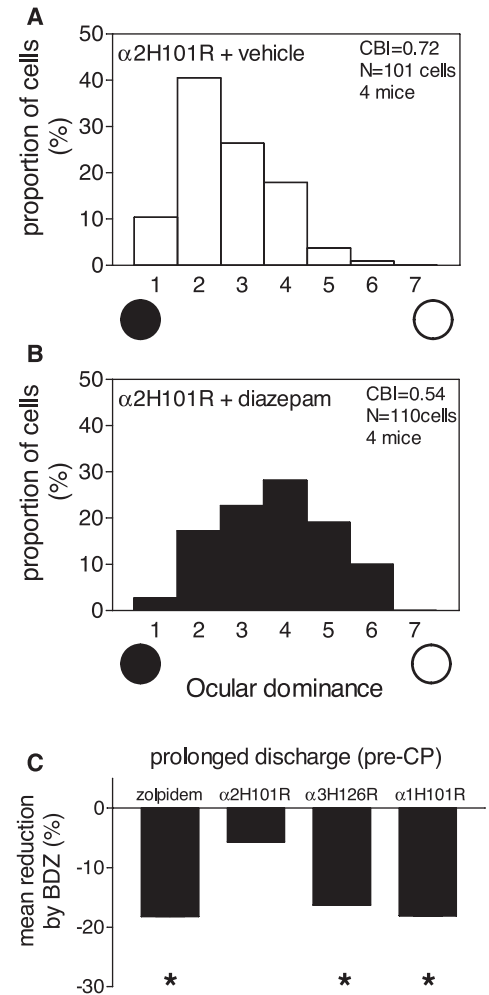 A
α2H101R + vehicle
CBI=0.72
N=101 cells
4 mice
proportion of cells
(%)
50
40
30
20
10
0
1 2 3 4 5 6 7
B
α2H101R + diazepam
CBI=0.54
N=110cells
4 mice
proportion of cells
(%)
50
40
30
20
10
0
1 2 3 4 5 6 7
Ocular dominance
C
prolonged discharge (pre-CP)
zolpidem α2H101R α3H126R α1H101R
mean reduction
by BDZ (%)
0
-10
-20
-30
* * *